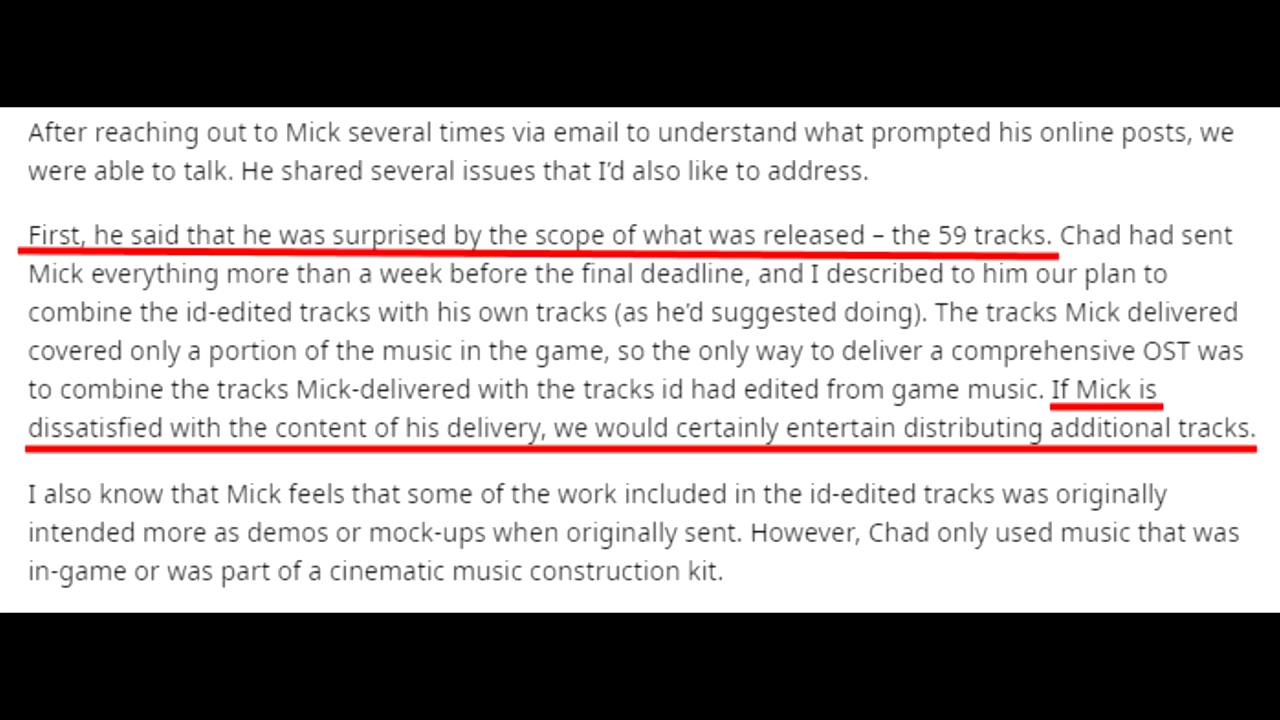 After reaching out to Mick several times via email to understand what prompted his online posts, we
were able to talk. He shared several issues that I'd also like to address.
First, he said that he was surprised by the scope of what was released – the 59 tracks. Chad had sent
Mick everything more than a week before the final deadline, and I described to him our plan to
combine the id-edited tracks with his own tracks (as he'd suggested doing). The tracks Mick delivered
covered only a portion of the music in the game, so the only way to deliver a comprehensive OST was
to combine the tracks Mick-delivered with the tracks id had edited from game music. If Mick is
dissatisfied with the content of his delivery, we would certainly entertain distributing additional tracks.
I also know that Mick feels that some of the work included in the id-edited tracks was originally
intended more as demos or mock-ups when originally sent. However, Chad only used music that was
in-game or was part of a cinematic music construction kit.